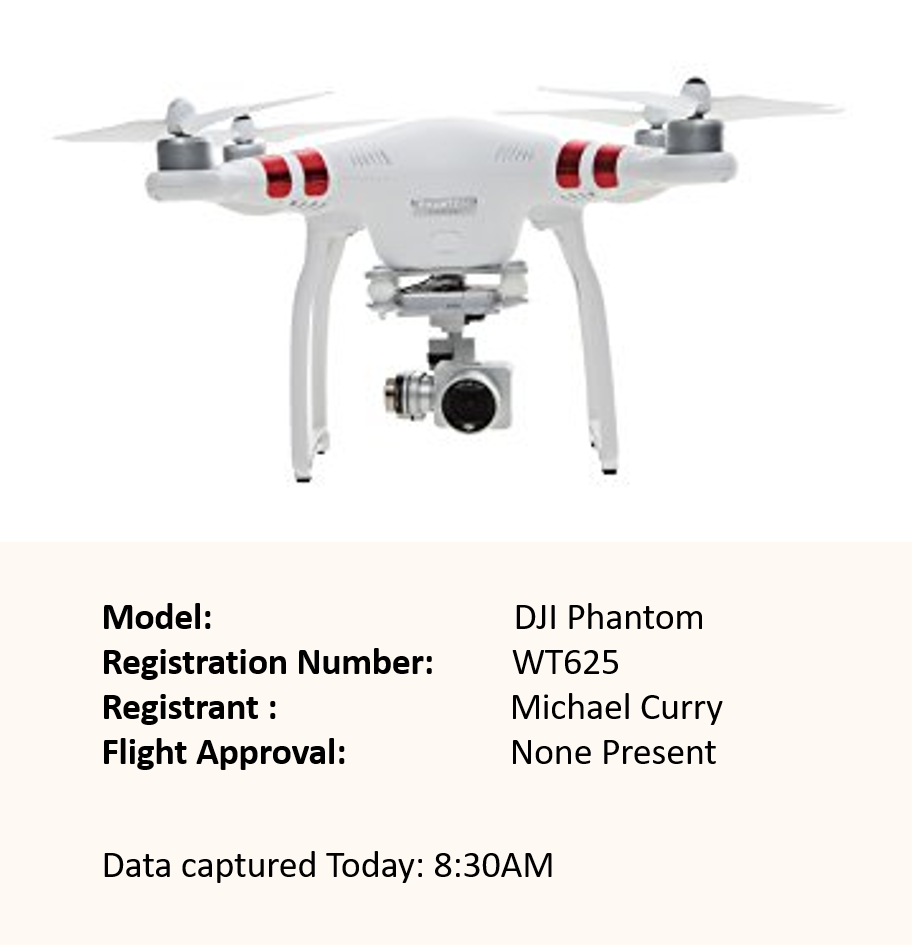 Model: DJI Phantom
Registration Number: WT625
Registrant : Michael Curry
Flight Approval: None Present
Data captured Today: 8:30AM